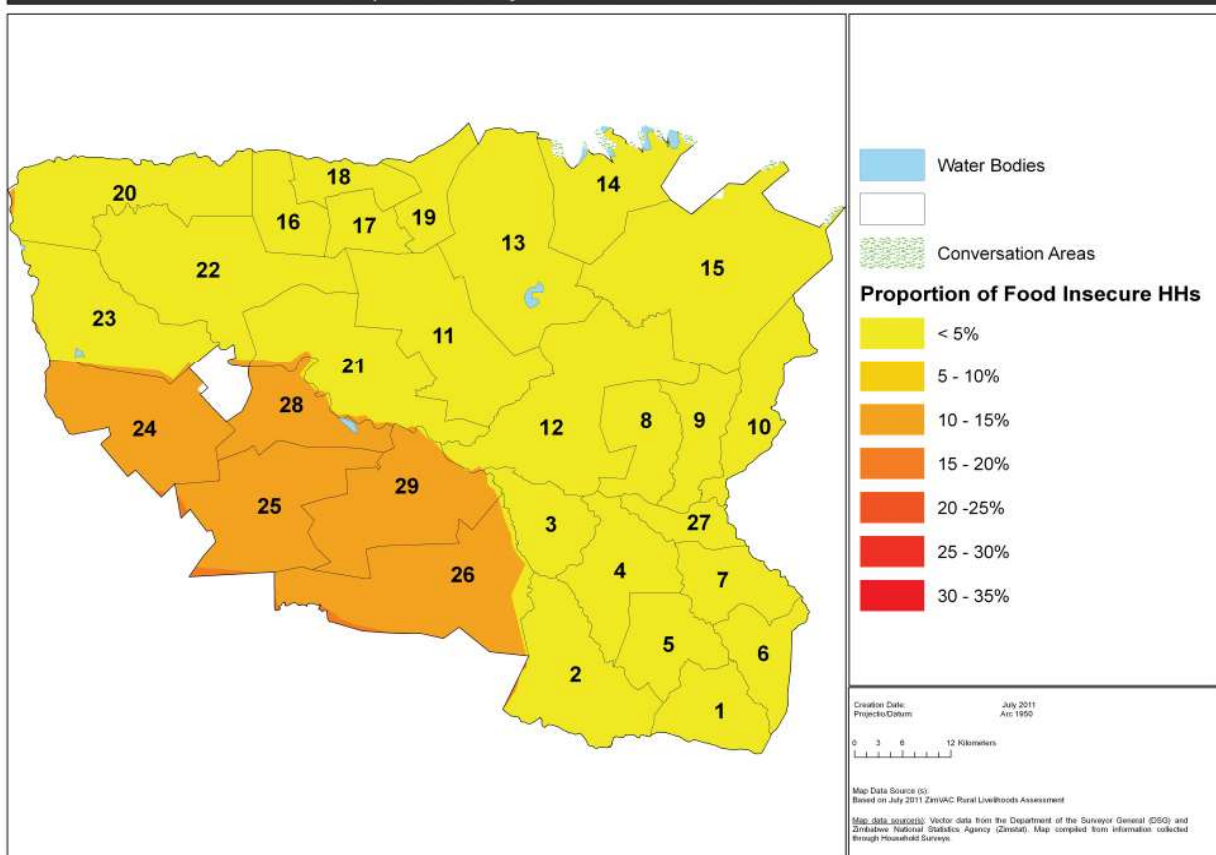 20
18
14
16
17
19
13
22
15
23
11
21
28
24
12
8
9
10
29
25
3
27
4
7
26
5
6
2
1
Water Bodies
Conversation Areas
Proportion of Food Insecure HHs
< 5%
5 - 10%
10 - 15%
15 - 20%
20 -25%
25 - 30%
30 - 35%
Creation Date: July 2011
Projectio/Datum: Arc 1950
0 3 6 12 Kilometers
Map Data Source (s):
Based on July 2011 ZimVAC Rural Livelihoods Assessment
Map data source(s): Vector data from the Department of the Surveyor General (DSG) and
Zimbabwe National Statistics Agency (Zimstat). Map compiled from information collected
through Household Surveys.